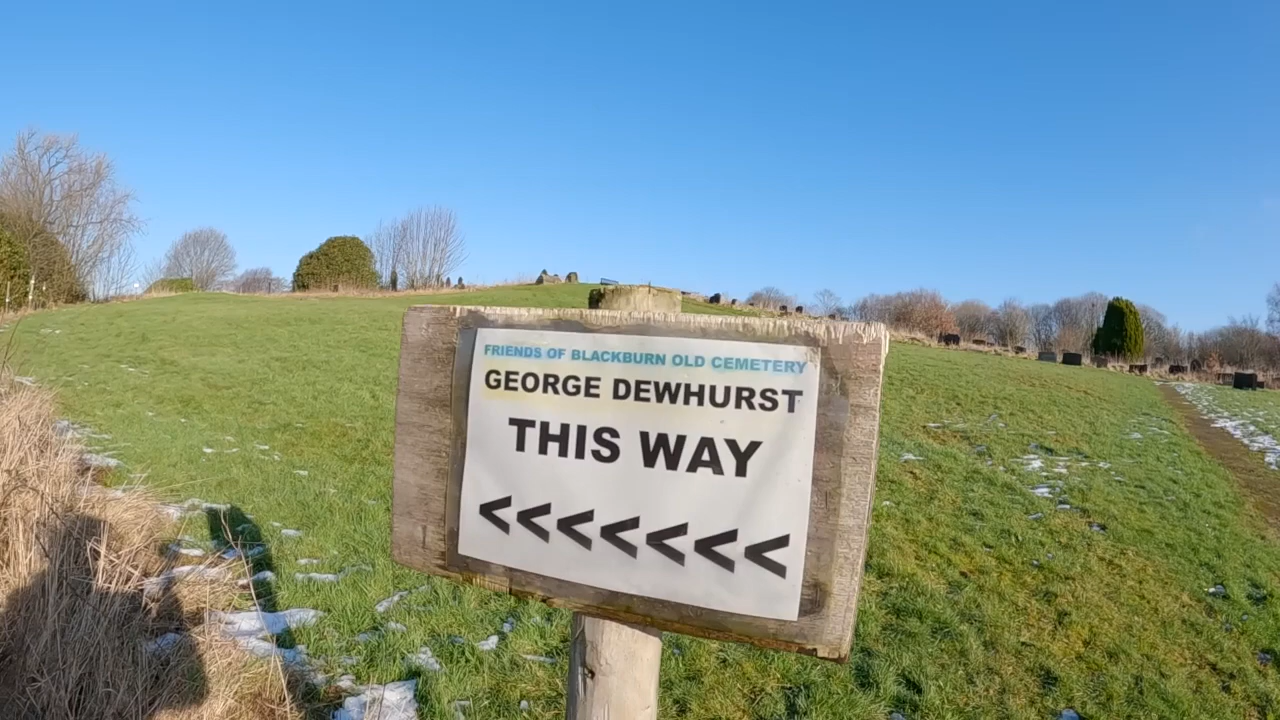 FRIENDS OF BLACKBURN OLD CEMETERY
GEORGE DEWHURST
THIS WAY
<<<<<<<